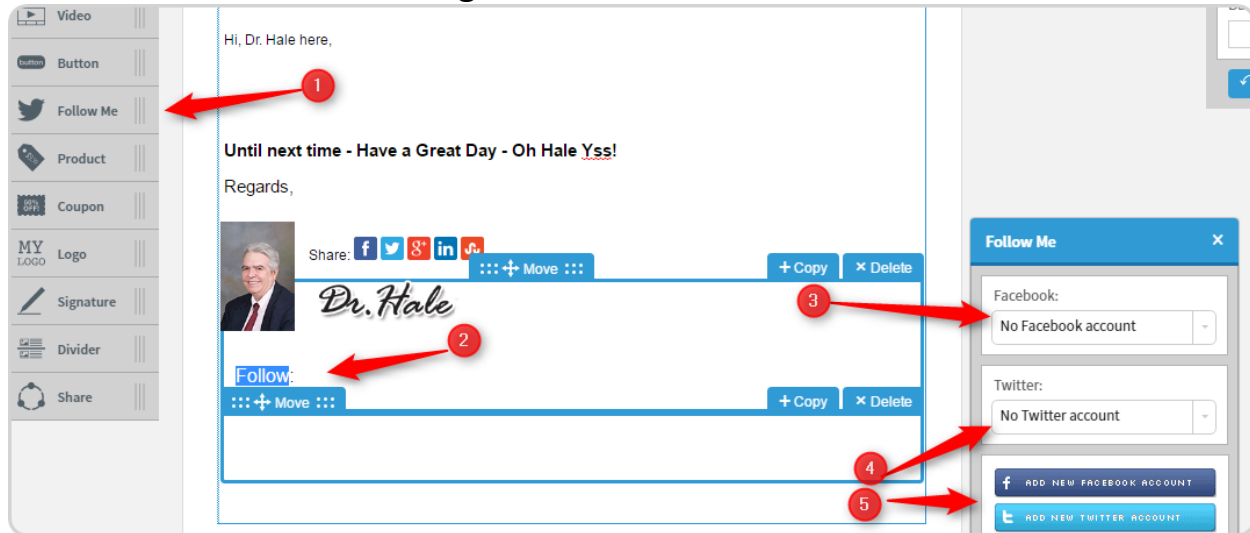 Video
Button
Follow Me
Product
Coupon
MY
LOGO
Logo
Signature
Divider
Share
Hi, Dr. Hale here,
1
Until next time - Have a Great Day - Oh Hale Yss!
Regards,
Share:
Move
+ Copy
× Delete
Dr. Hale
2
Follow:
Move
+ Copy
× Delete
Follow Me
×
3
Facebook:
No Facebook account
Twitter:
No Twitter account
4
5
ADD NEW FACEBOOK ACCOUNT
ADD NEW TWITTER ACCOUNT